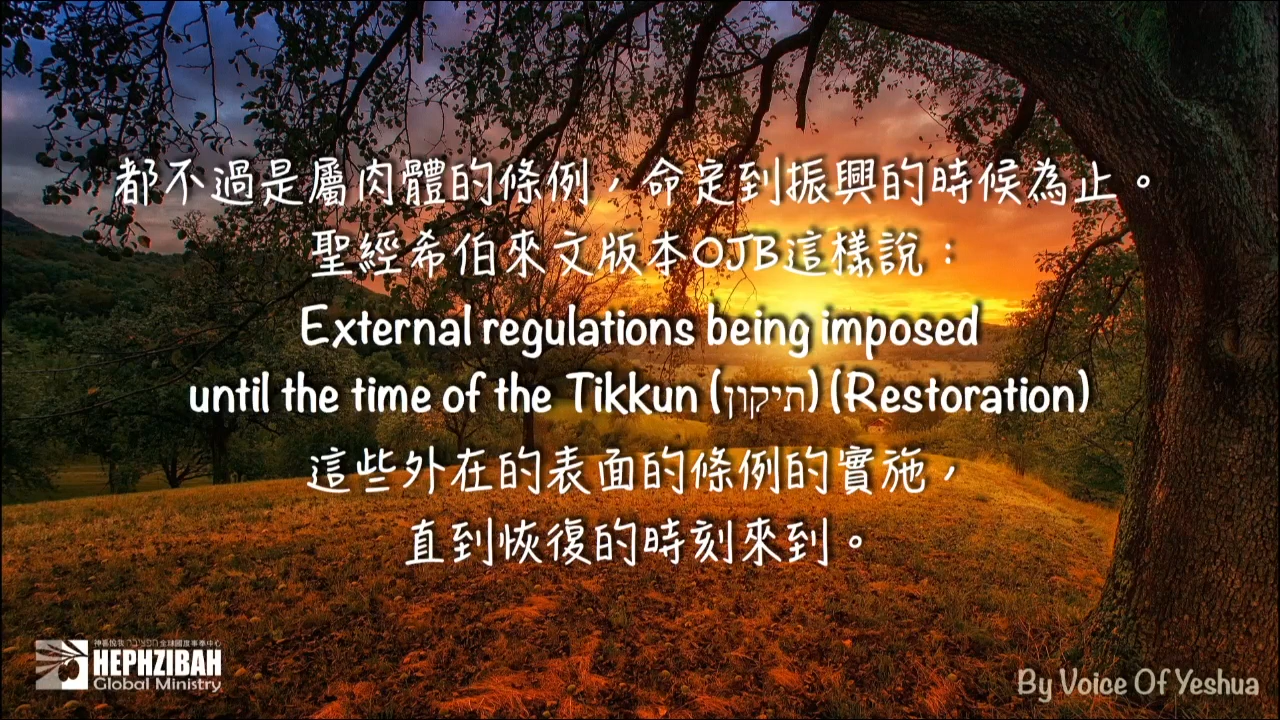 都不過是屬肉體的條例，命定到振興的時候為止。
聖經希伯來文版本OJB這樣說：
External regulations being imposed
until the time of the Tikkun (תיקון) (Restoration)
這些外在的表面的條例的實施，
直到恢復的時刻來到。
HEPHZIBAH
Global Ministry
By Voice Of Yeshua